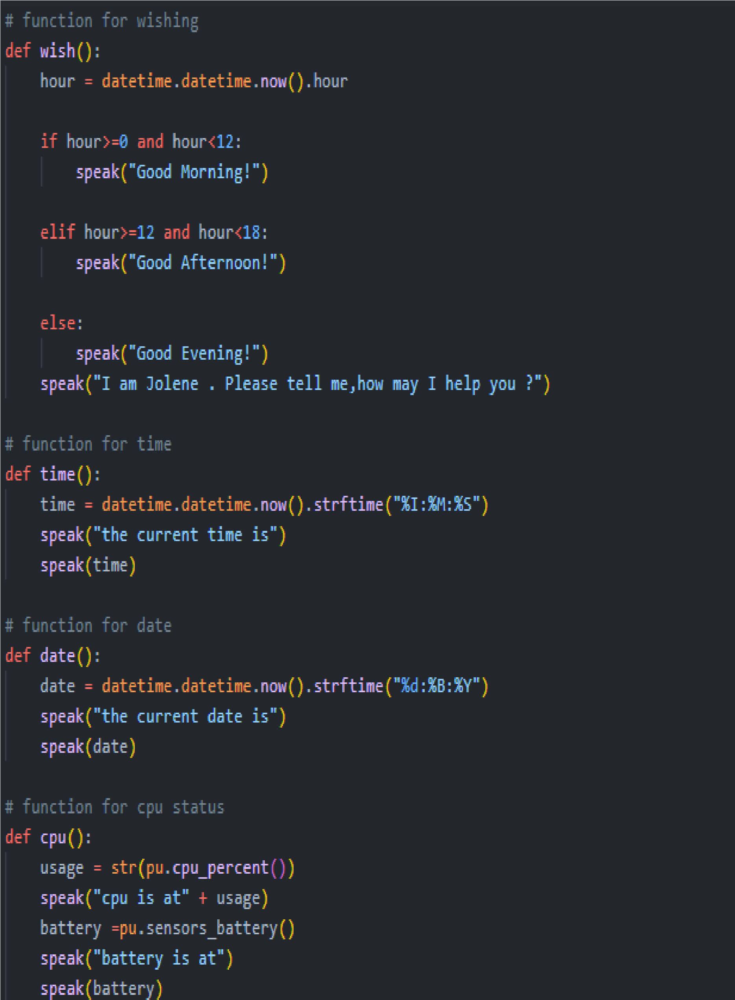 # function for wishing
def wish():
    hour = datetime.datetime.now().hour

    if hour>=0 and hour<12:
        speak("Good Morning!")

    elif hour>=12 and hour<18:
        speak("Good Afternoon!")

    else:
        speak("Good Evening!")
    speak("I am Jolene . Please tell me,how may I help you ?")

# function for time
def time():
    time = datetime.datetime.now().strftime("%I:%M:%S")
    speak("the current time is")
    speak(time)

# function for date
def date():
    date = datetime.datetime.now().strftime("%d:%B:%Y")
    speak("the current date is")
    speak(date)

# function for cpu status
def cpu():
    usage = str(pu.cpu_percent())
    speak("cpu is at" + usage)
    battery =pu.sensors_battery()
    speak("battery is at")
    speak(battery)